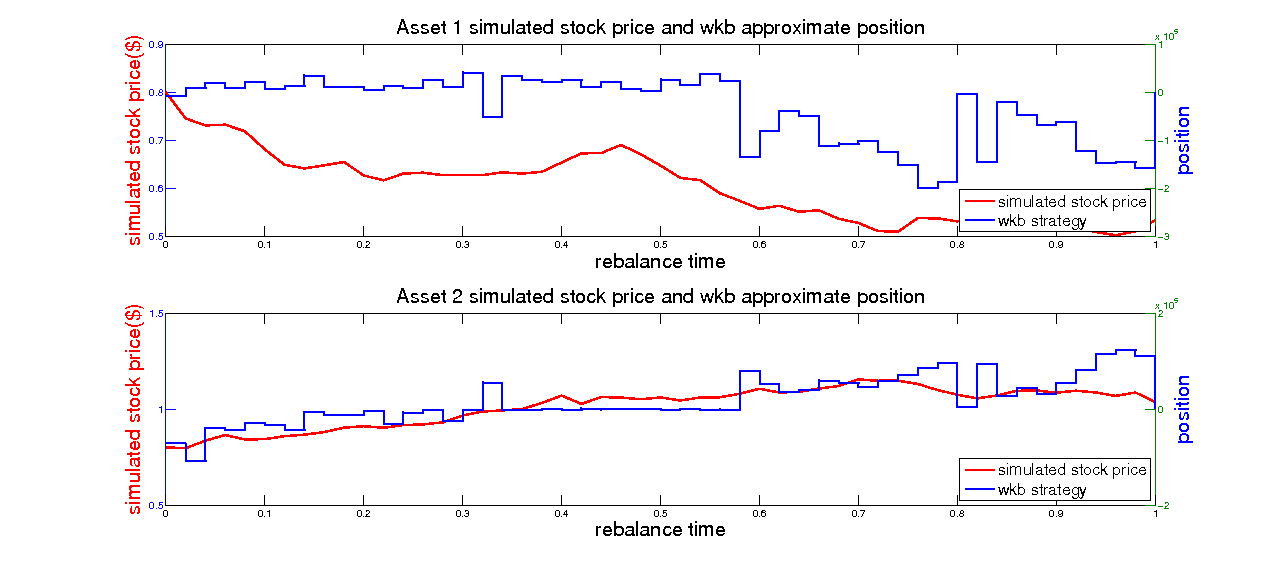 Asset 1 simulated stock price and wkb approximate position
x 10^5
0.9
0.8
0.7
0.6
0.5
simulated stock price($)
1
0
-1
-2
-3
position
simulated stock price
wkb strategy
0 0.1 0.2 0.3 0.4 0.5 0.6 0.7 0.8 0.9 1
rebalance time
Asset 2 simulated stock price and wkb approximate position
1.5
1
0.5
simulated stock price($)
2
0
-2
position
simulated stock price
wkb strategy
0 0.1 0.2 0.3 0.4 0.5 0.6 0.7 0.8 0.9 1
rebalance time